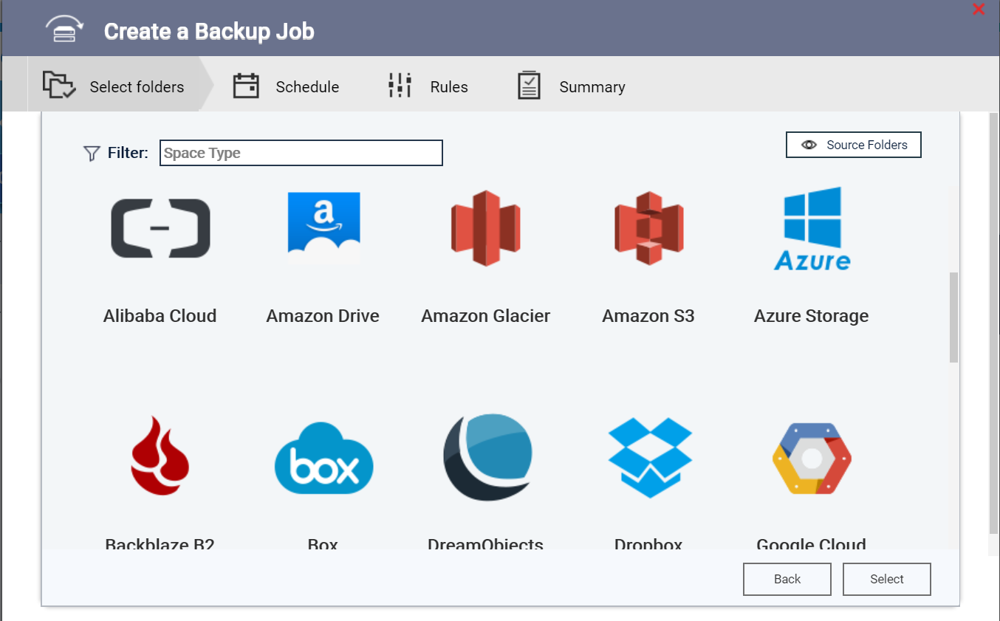 Create a Backup Job
Select folders
Schedule
Rules
Summary
Filter:
Space Type
Source Folders
a
Azure
Alibaba Cloud
Amazon Drive
Amazon Glacier
Amazon S3
Azure Storage
box
Backblaze B2
Box
DreamObjects
Dropbox
Google Cloud
Back
Select